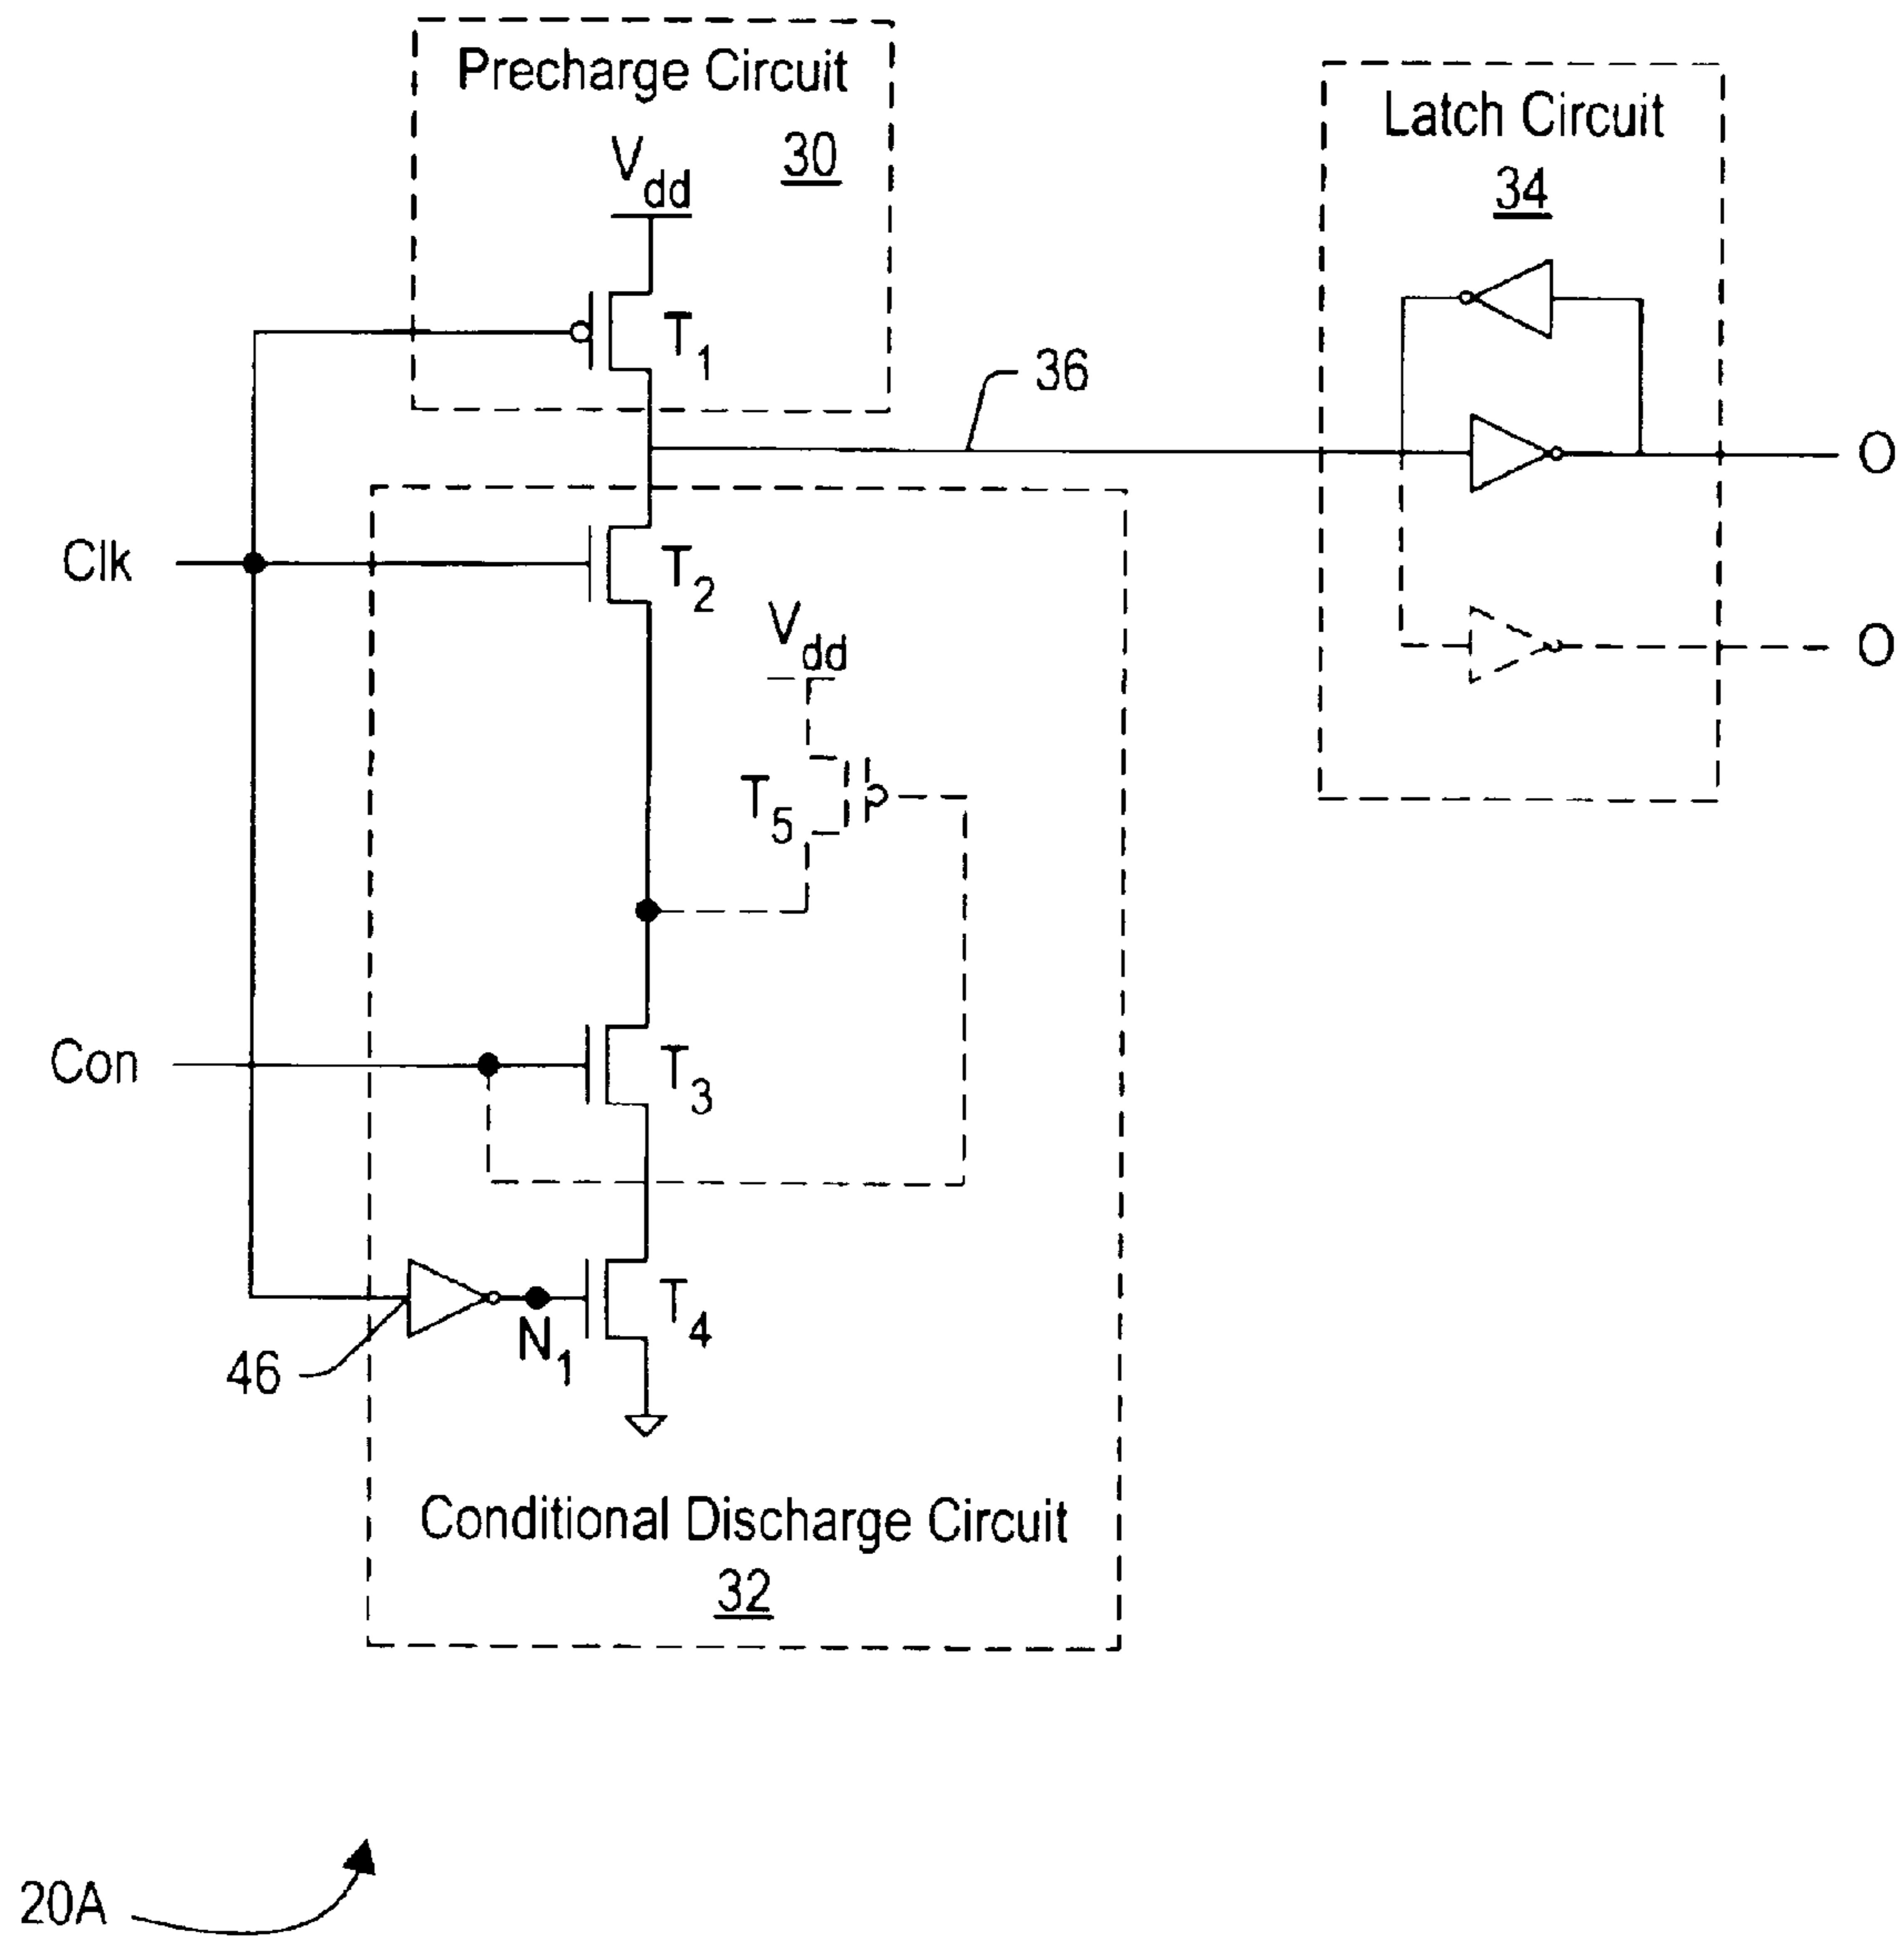 Precharge Circuit
30
Vdd
T1
Latch Circuit
34
36
O
Clk
T2
Vdd
O
T5
Con
T3
46
N1
T4
Conditional Discharge Circuit
32
20A